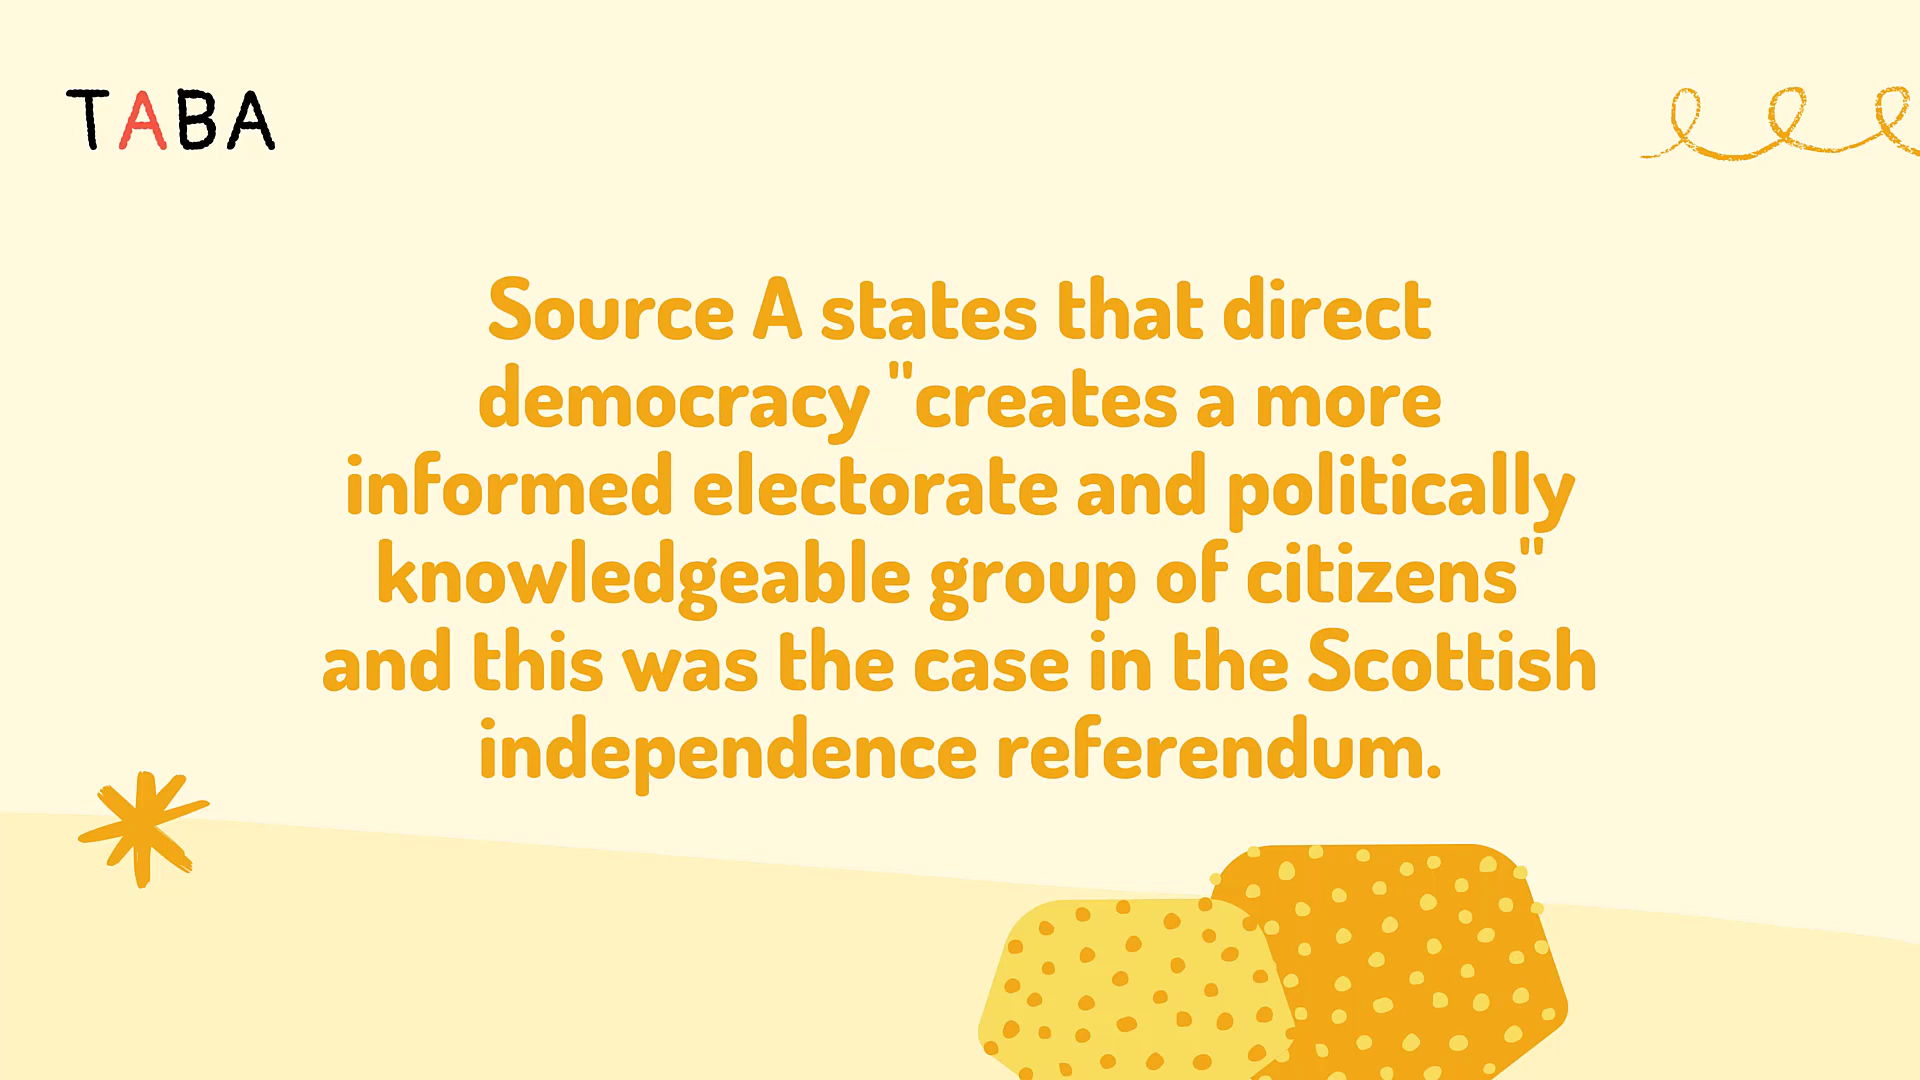 TABA
Source A states that direct
democracy "creates a more
informed electorate and politically
knowledgeable group of citizens"
and this was the case in the Scottish
independence referendum.